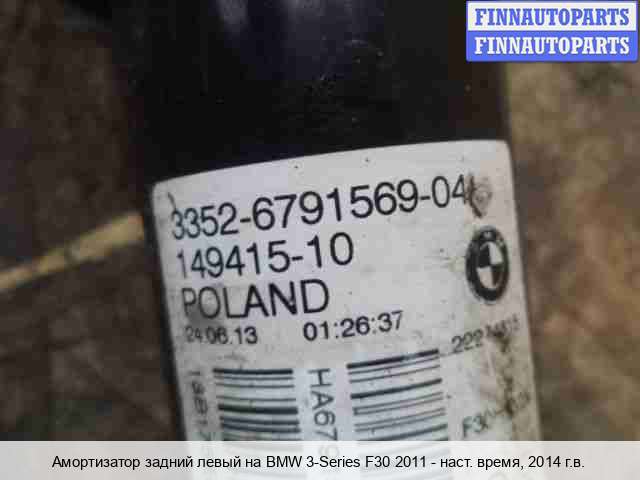 FINNAUTOPARTS
FINNAUTOPARTS
3352-6791569-04
149415-10
POLAND
24.06.13 01:26:37
HA679
Амортизатор задний левый на BMW 3-Series F30 2011 - наст. время, 2014 г.в.